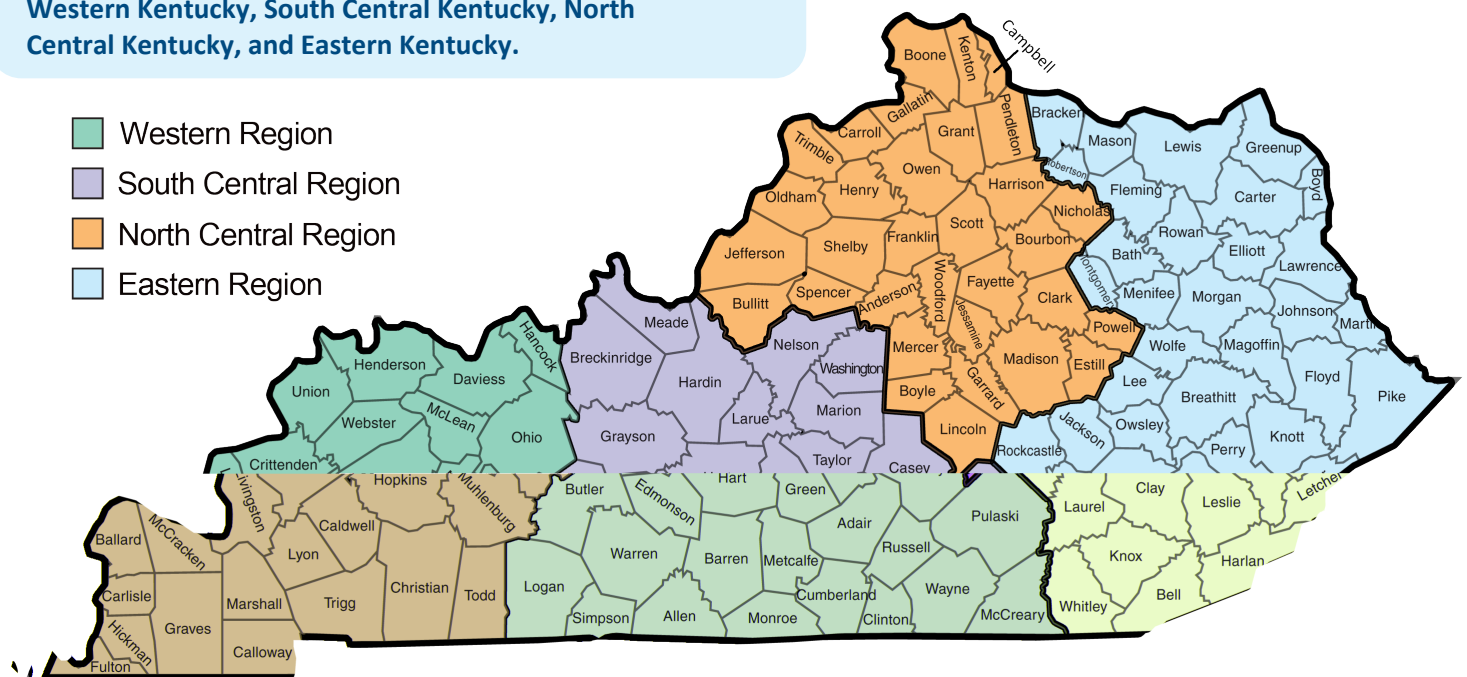 Western Kentucky, South Central Kentucky, North
Central Kentucky, and Eastern Kentucky.
Western Region
South Central Region
North Central Region
Eastern Region
Boone
Kenton
Campbell
Gallatin
Pendleton
Carroll
Grant
Trimble
Owen
Bracken
Mason
Lewis
Greenup
Boyd
Oldham
Henry
Harrison
Fleming
Carter
Nicholas
Jefferson
Shelby
Franklin
Scott
Bourbon
Rowan
Bath
Elliott
Lawrence
Bullitt
Spencer
Anderson
Woodford
Fayette
Clark
Menifee
Morgan
Johnson
Jessamine
Powell
Meade
Nelson
Mercer
Madison
Estill
Wolfe
Magoffin
Breckinridge
Washington
Hancock
Henderson
Daviess
Union
Hardin
Boyle
Garrard
Lee
Breathitt
Floyd
Pike
Webster
McLean
Ohio
Grayson
Larue
Marion
Lincoln
Rockcastle
Jackson
Owsley
Perry
Knott
Crittenden
Taylor
Casey
Livingston
Hopkins
Muhlenburg
Butler
Edmonson
Hart
Green
Adair
Pulaski
Laurel
Clay
Leslie
Letcher
Ballard
McCracken
Caldwell
Lyon
Warren
Barren
Metcalfe
Russell
Knox
Harlan
Carlisle
Marshall
Trigg
Christian
Todd
Logan
Cumberland
Wayne
Whitley
Bell
Hickman
Graves
Simpson
Allen
Monroe
Clinton
McCreary
Fulton
Calloway